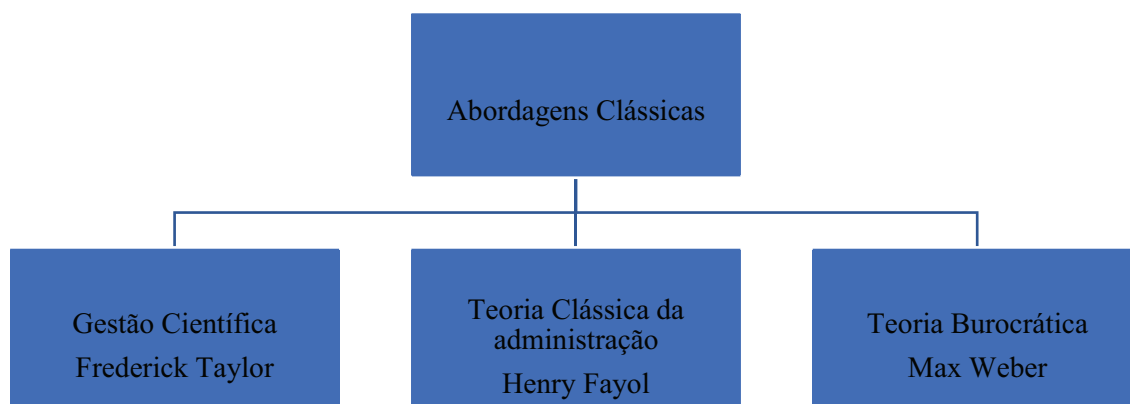 Abordagens Clássicas
Gestão Científica
Frederick Taylor
Teoria Clássica da
administração
Henry Fayol
Teoria Burocrática
Max Weber